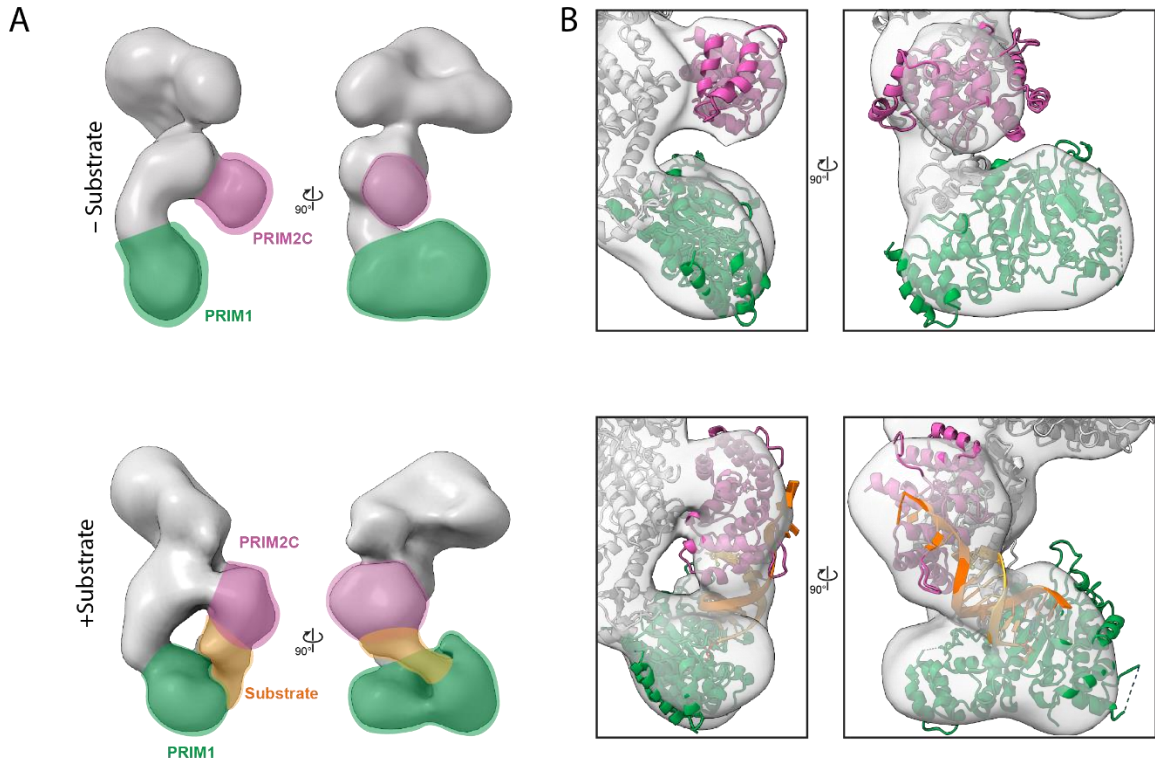 A
B
– Substrate
PRIM2C
90°
PRIM1
90°
+Substrate
PRIM2C
90°
Substrate
PRIM1
90°